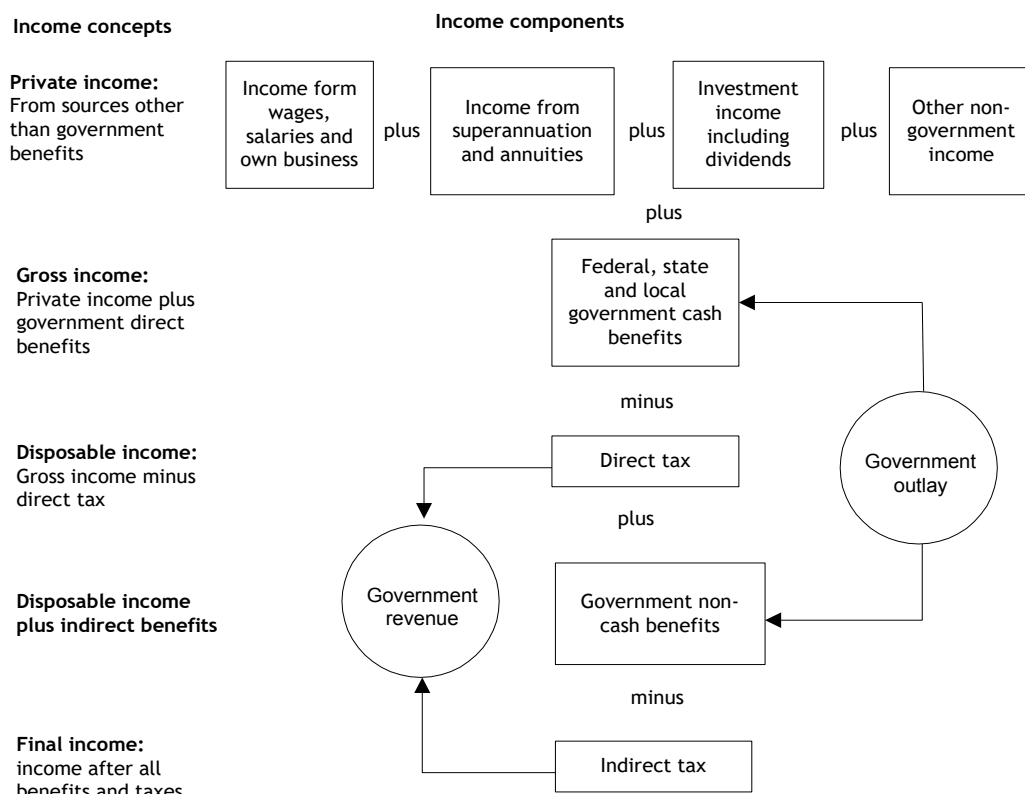 Income concepts
Income components
Private income:
From sources other
than government
benefits
Income form
wages,
salaries and
own business
plus
Income from
superannuation
and annuities
plus
Investment
income
including
dividends
plus
Other non-
government
income
plus
Gross income:
Private income plus
government direct
benefits
Federal, state
and local
government cash
benefits
minus
Disposable income:
Gross income minus
direct tax
Direct tax
Government
outlay
plus
Disposable income
plus indirect benefits
Government
revenue
Government non-
cash benefits
minus
Final income:
income after all
benefits and taxes
Indirect tax